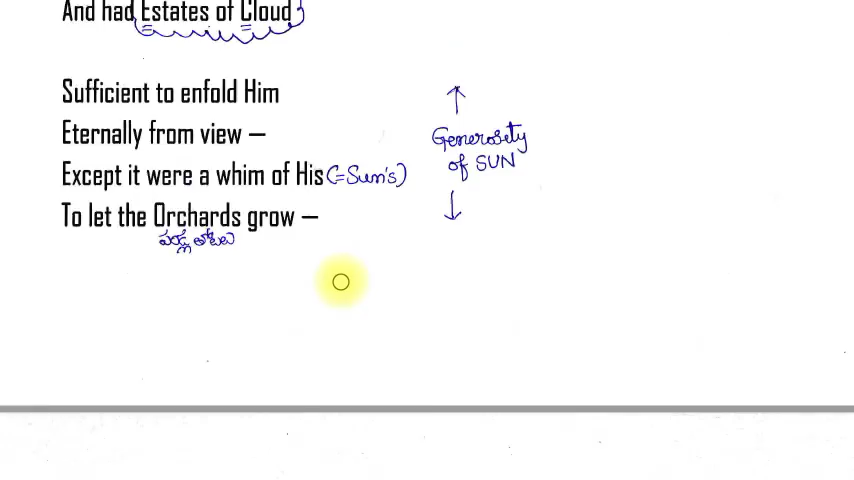 And had Estates of Cloud
Sufficient to enfold Him
Eternally from view —
Except it were a whim of His (=Sun's)
To let the Orchards grow —
పండ్ల తోటలు
Generosity
of SUN